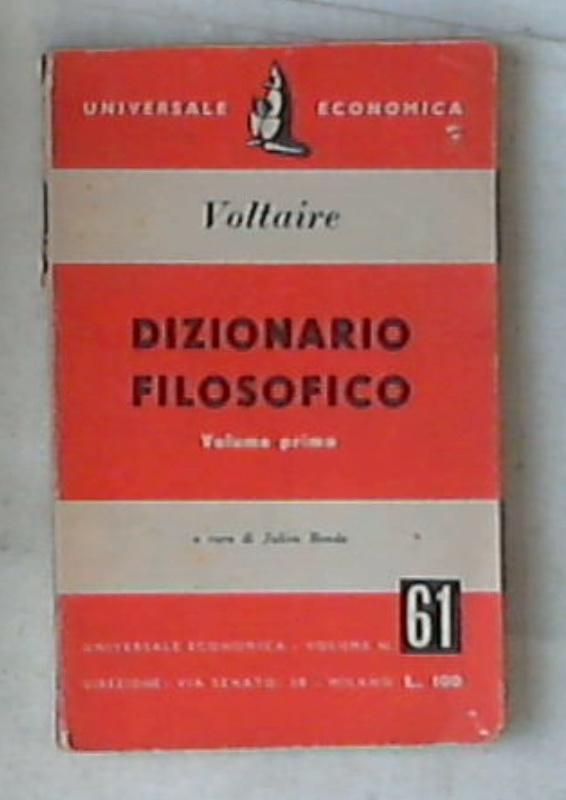 UNIVERSALE ECONOMICA
Voltaire
DIZIONARIO
FILOSOFICO
Volume primo
a cura di Julien Benda
61
UNIVERSALE ECONOMICA - VOLUME N.
DIREZIONE: VIA SENATO, 38 - MILANO L. 100